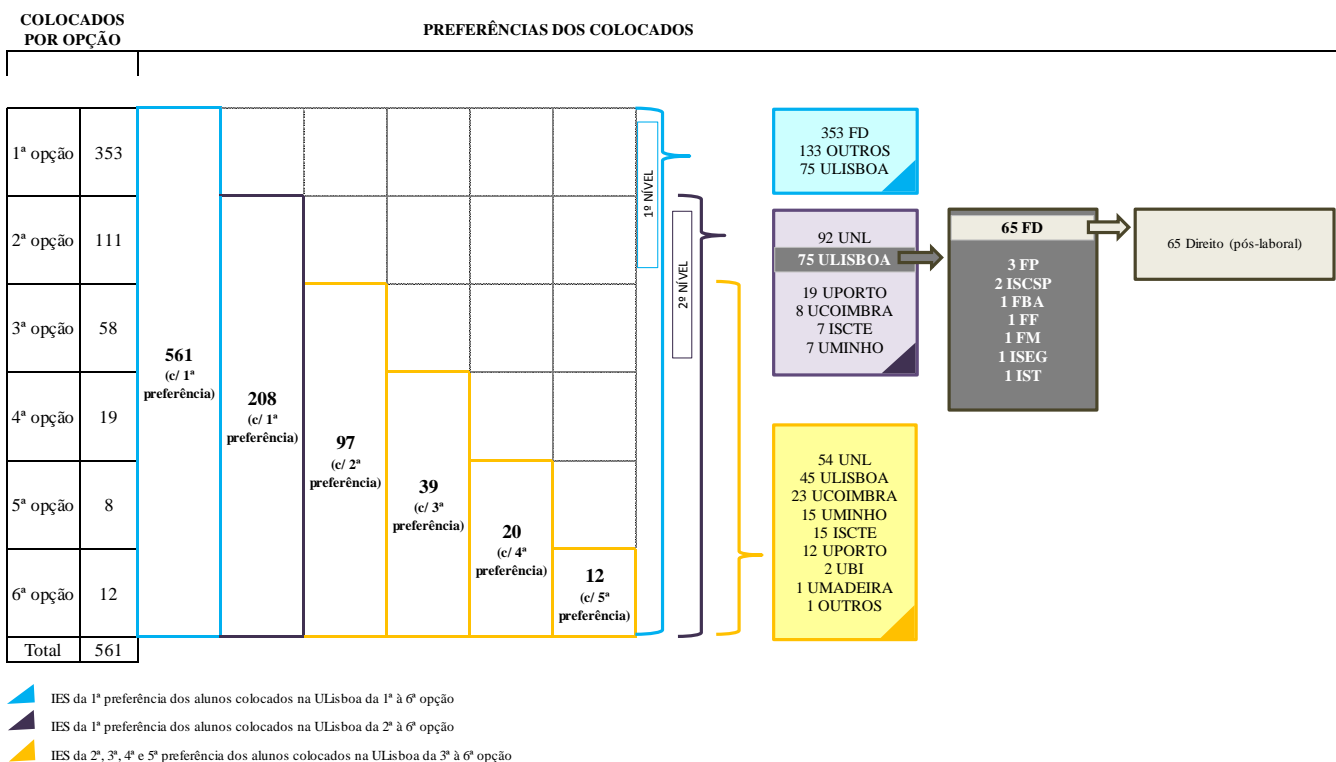 COLOCADOS
POR OPÇÃO
PREFERÊNCIAS DOS COLOCADOS
1ª opção 353
2ª opção 111
3ª opção 58
4ª opção 19
5ª opção 8
6ª opção 12
Total 561
561
(c/ 1ª
preferência)
208
(c/ 1ª
preferência)
97
(c/ 2ª
preferência)
39
(c/ 3ª
preferência)
20
(c/ 4ª
preferência)
12
(c/ 5ª
preferência)
1º NÍVEL
2º NÍVEL
353 FD
133 OUTROS
75 ULISBOA
92 UNL
75 ULISBOA
19 UPORTO
8 UCOIMBRA
7 ISCTE
7 UMINHO
65 FD
3 FP
2 ISCSP
1 FBA
1 FF
1 FM
1 ISEG
1 IST
65 Direito (pós-laboral)
54 UNL
45 ULISBOA
23 UCOIMBRA
15 UMINHO
15 ISCTE
12 UPORTO
2 UBI
1 UMADEIRA
1 OUTROS
IES da 1ª preferência dos alunos colocados na ULisboa da 1ª à 6ª opção
IES da 1ª preferência dos alunos colocados na ULisboa da 2ª à 6ª opção
IES da 2ª, 3ª, 4ª e 5ª preferência dos alunos colocados na ULisboa da 3ª à 6ª opção